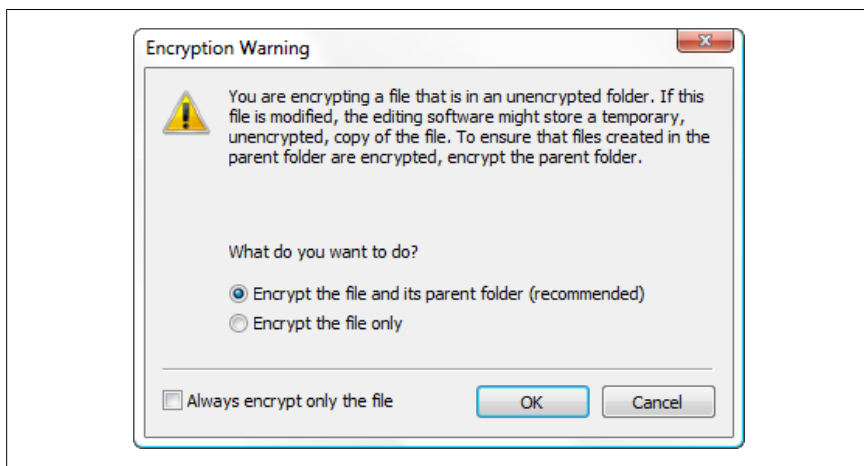 Encryption Warning
You are encrypting a file that is in an unencrypted folder. If this
file is modified, the editing software might store a temporary,
unencrypted, copy of the file. To ensure that files created in the
parent folder are encrypted, encrypt the parent folder.
What do you want to do?
Encrypt the file and its parent folder (recommended)
Encrypt the file only
Always encrypt only the file
OK
Cancel